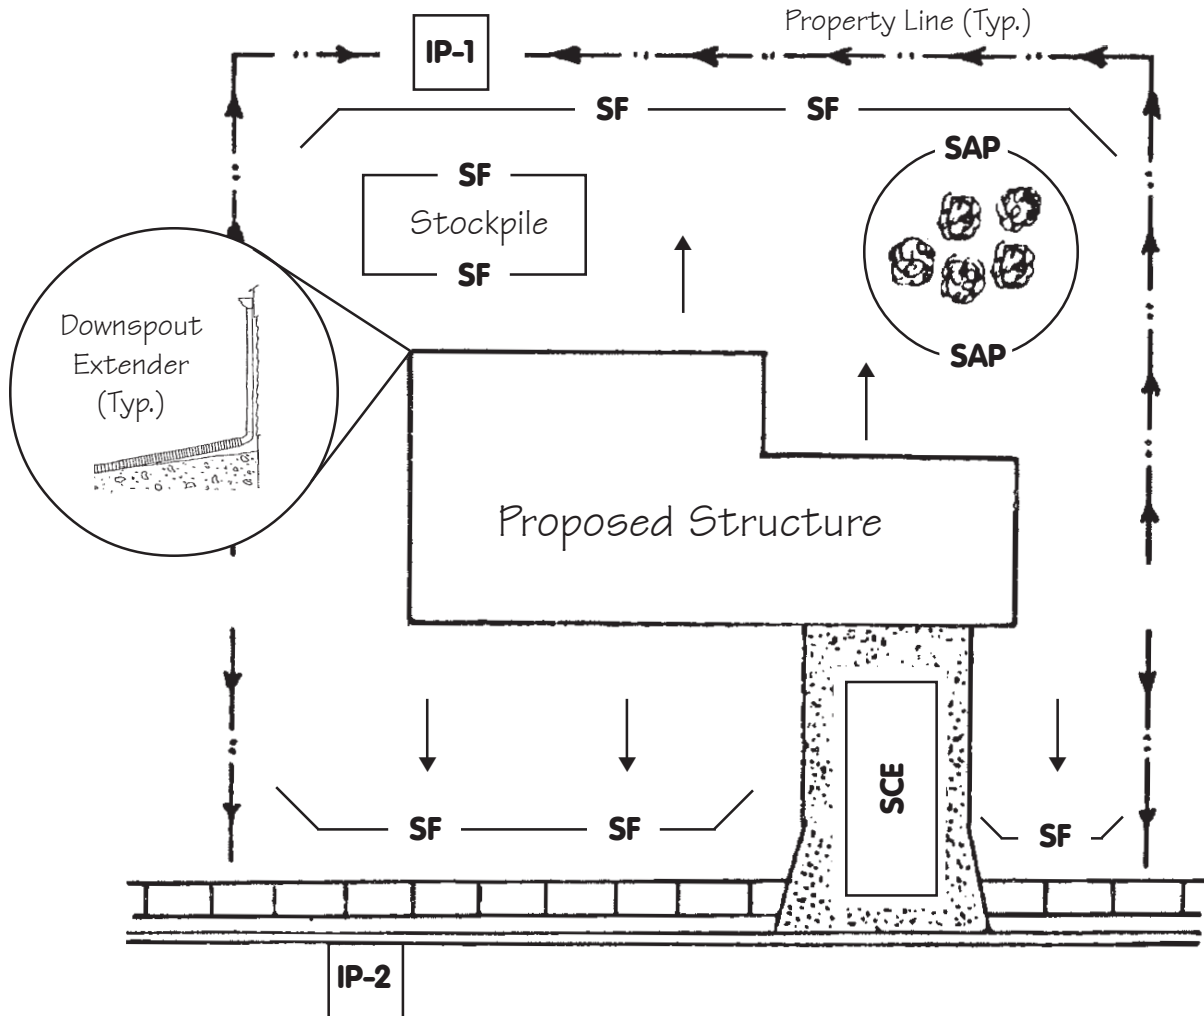 Property Line (Typ.)
IP-1
SF
SF
SAP
SF
Stockpile
SF
Downspout
Extender
(Typ.)
SAP
Proposed Structure
SCE
SF
SF
SF
IP-2